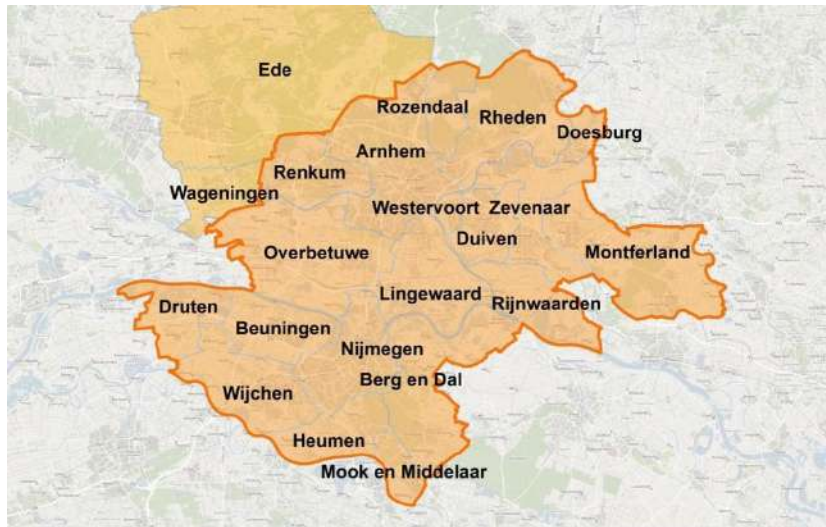 Ede
Rozendaal
Rheden
Doesburg
Arnhem
Renkum
Wageningen
Westervoort Zevenaar
Duiven
Overbetuwe
Montferland
Lingewaard
Rijnwaarden
Druten
Beuningen
Nijmegen
Berg en Dal
Wijchen
Heumen
Mook en Middelaar